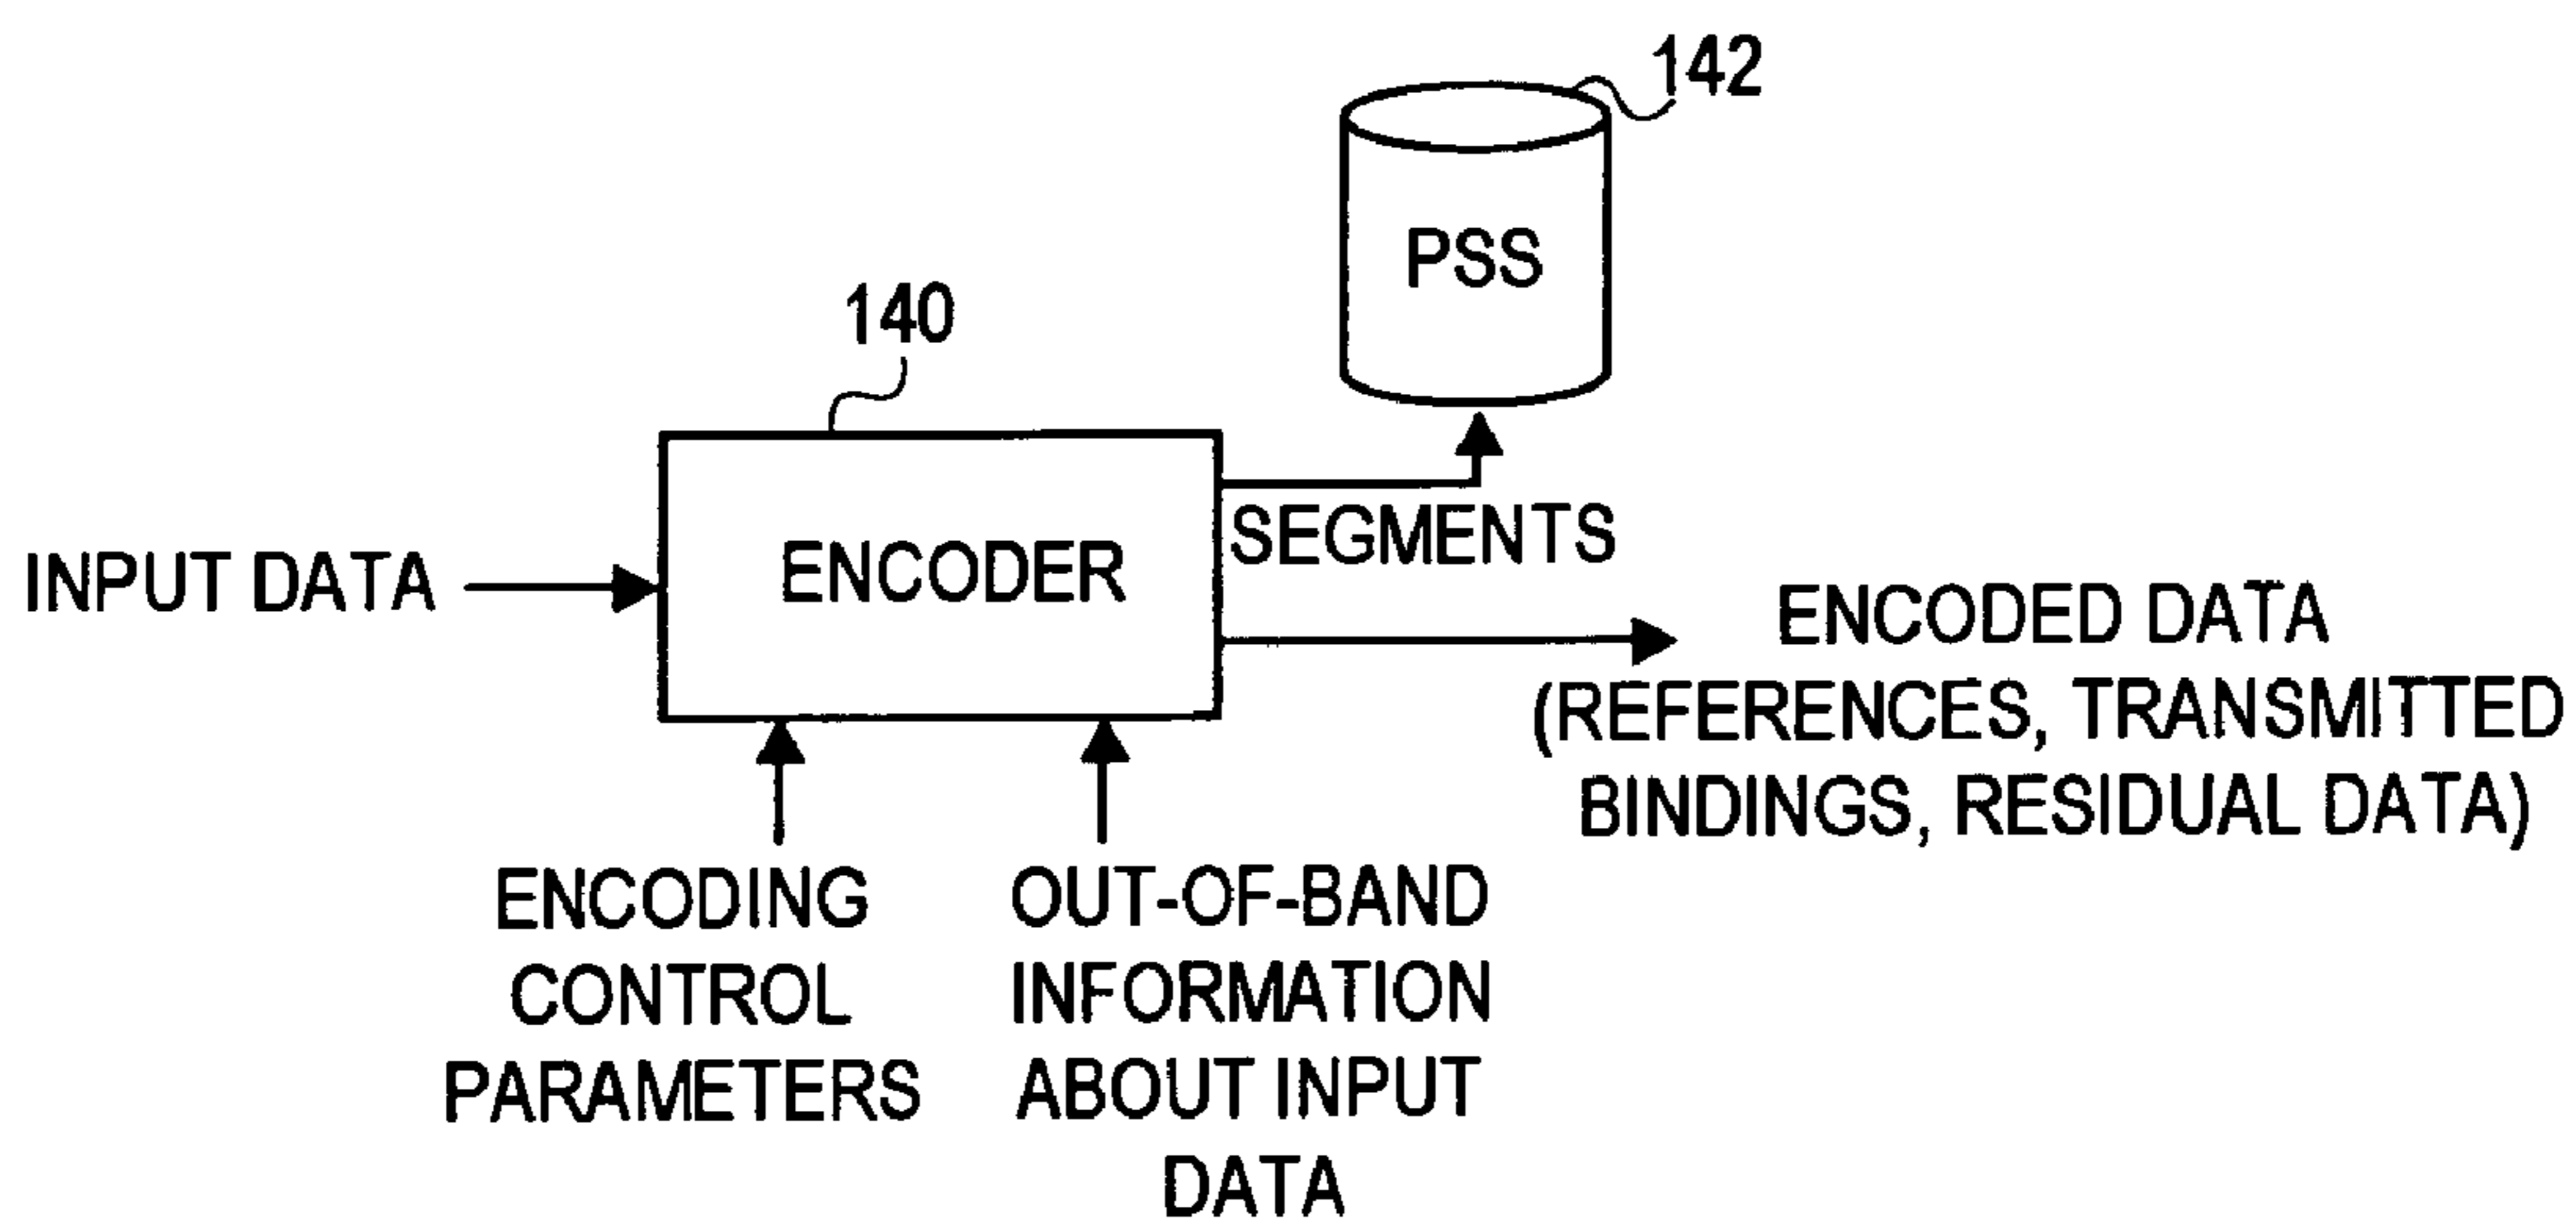 142
PSS
140
ENCODER
SEGMENTS
INPUT DATA
ENCODED DATA
(REFERENCES, TRANSMITTED
BINDINGS, RESIDUAL DATA)
ENCODING
CONTROL
PARAMETERS
OUT-OF-BAND
INFORMATION
ABOUT INPUT
DATA